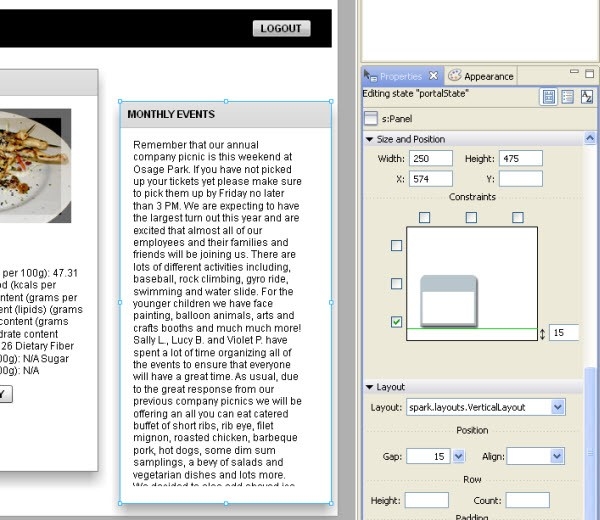 LOGOUT
per 100g): 47.31
od (kcals per
ntent (grams per
ent (lipids) (grams
content (grams
drate content
26 Dietary Fiber
00g): N/A Sugar
00g): N/A
Y
MONTHLY EVENTS
Remember that our annual
company picnic is this weekend at
Osage Park. If you have not picked
up your tickets yet please make sure
to pick them up by Friday no later
than 3 PM. We are expecting to have
the largest turn out this year and are
excited that almost all of our
employees and their families and
friends will be joining us. There are
lots of different activities including,
baseball, rock climbing, gyro ride,
swimming and water slide. For the
younger children we have face
painting, balloon animals, arts and
crafts booths and much much more!
Sally L., Lucy B. and Violet P. have
spent a lot of time organizing all of
the events to ensure that everyone
will have a great time. As usual, due
to the great response from our
previous company picnics we will be
offering an all you can eat catered
buffet of short ribs, rib eye, filet
mignon, roasted chicken, barbeque
pork, hot dogs, some dim sum
samplings, a bevy of salads and
vegetarian dishes and lots more.
We decided to also add shaved ice
Properties
Appearance
Editing state "portalState"
s:Panel
Size and Position
Width: 250 Height: 475
X: 574 Y:
Constraints
15
Layout
Layout: spark.layouts.VerticalLayout
Position
Gap: 15 Align:
Row
Height: Count:
Padding